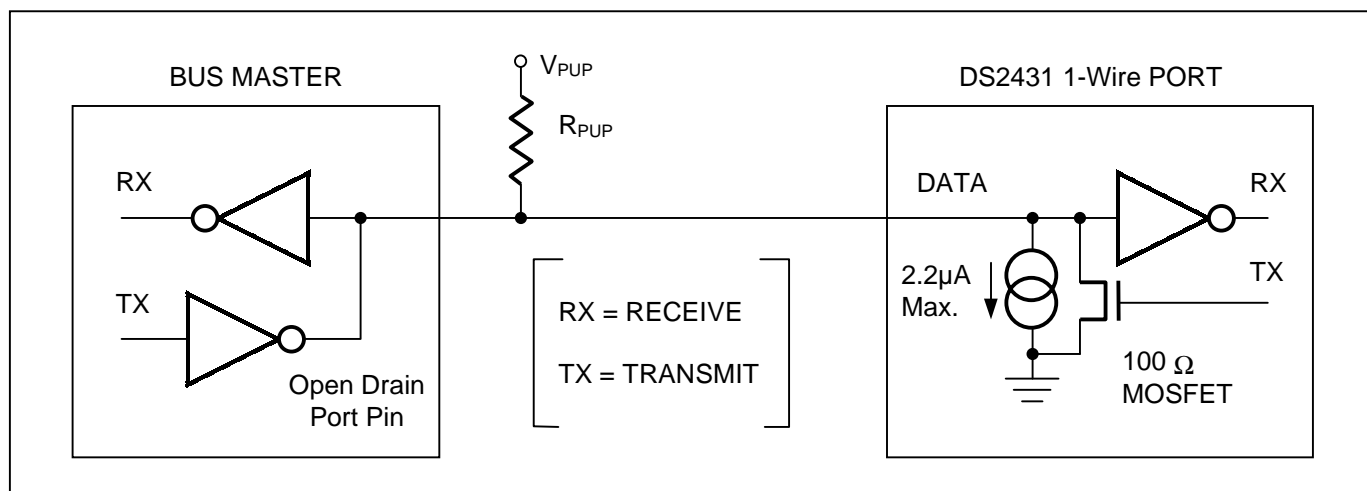 BUS MASTER
RX
TX
Open Drain
Port Pin
VPUP
RPUP
RX = RECEIVE
TX = TRANSMIT
DS2431 1-Wire PORT
DATA
RX
TX
2.2µA
Max.
100 Ω
MOSFET